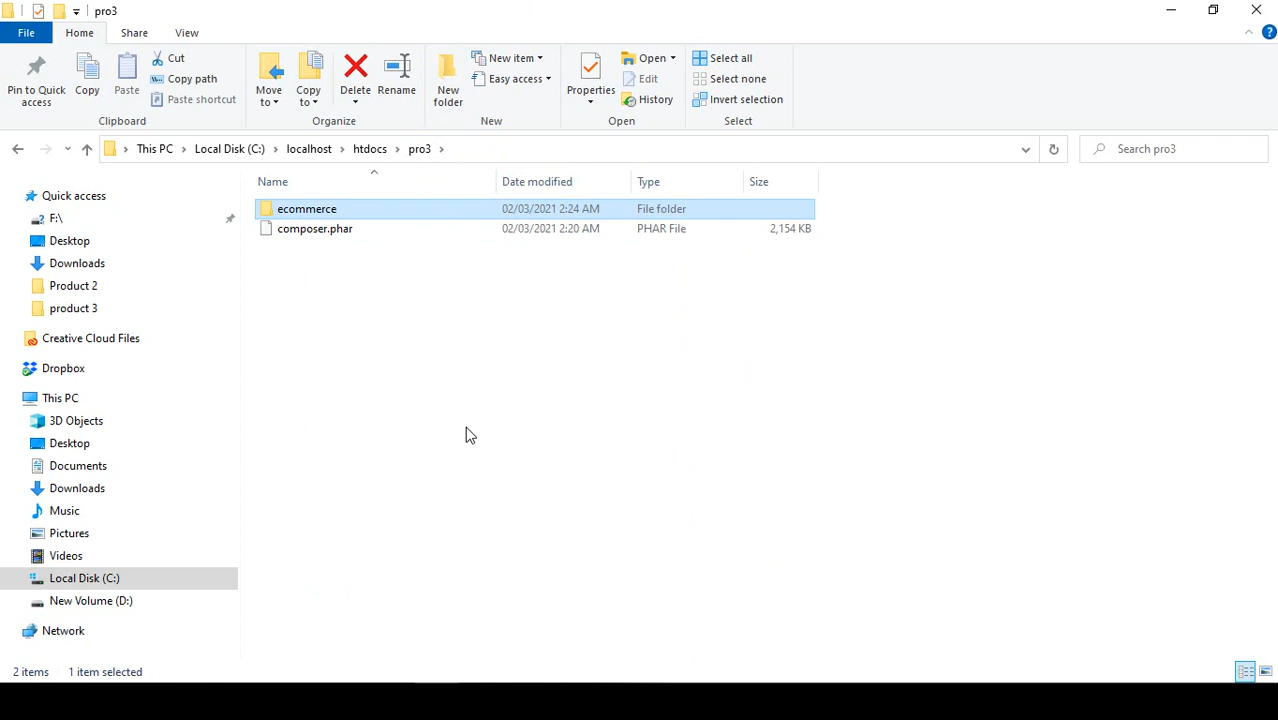 pro3
File Home Share View
Pin to Quick access
Copy
Paste
Cut
Copy path
Paste shortcut
Clipboard
Move to
Copy to
Delete
Rename
Organize
New folder
New item
Easy access
New
Properties
Open
Edit
History
Open
Select all
Select none
Invert selection
Select
This PC Local Disk (C:) localhost htdocs pro3
Search pro3
Name Date modified Type Size
ecommerce 02/03/2021 2:24 AM File folder
composer.phar 02/03/2021 2:20 AM PHAR File 2,154 KB
Quick access
F:\
Desktop
Downloads
Product 2
product 3
Creative Cloud Files
Dropbox
This PC
3D Objects
Desktop
Documents
Downloads
Music
Pictures
Videos
Local Disk (C:)
New Volume (D:)
Network
2 items 1 item selected